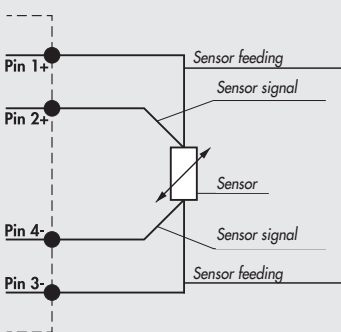 Pin 1+
Sensor feeding
Sensor signal
Pin 2+
Sensor
Pin 4-
Sensor signal
Sensor feeding
Pin 3-